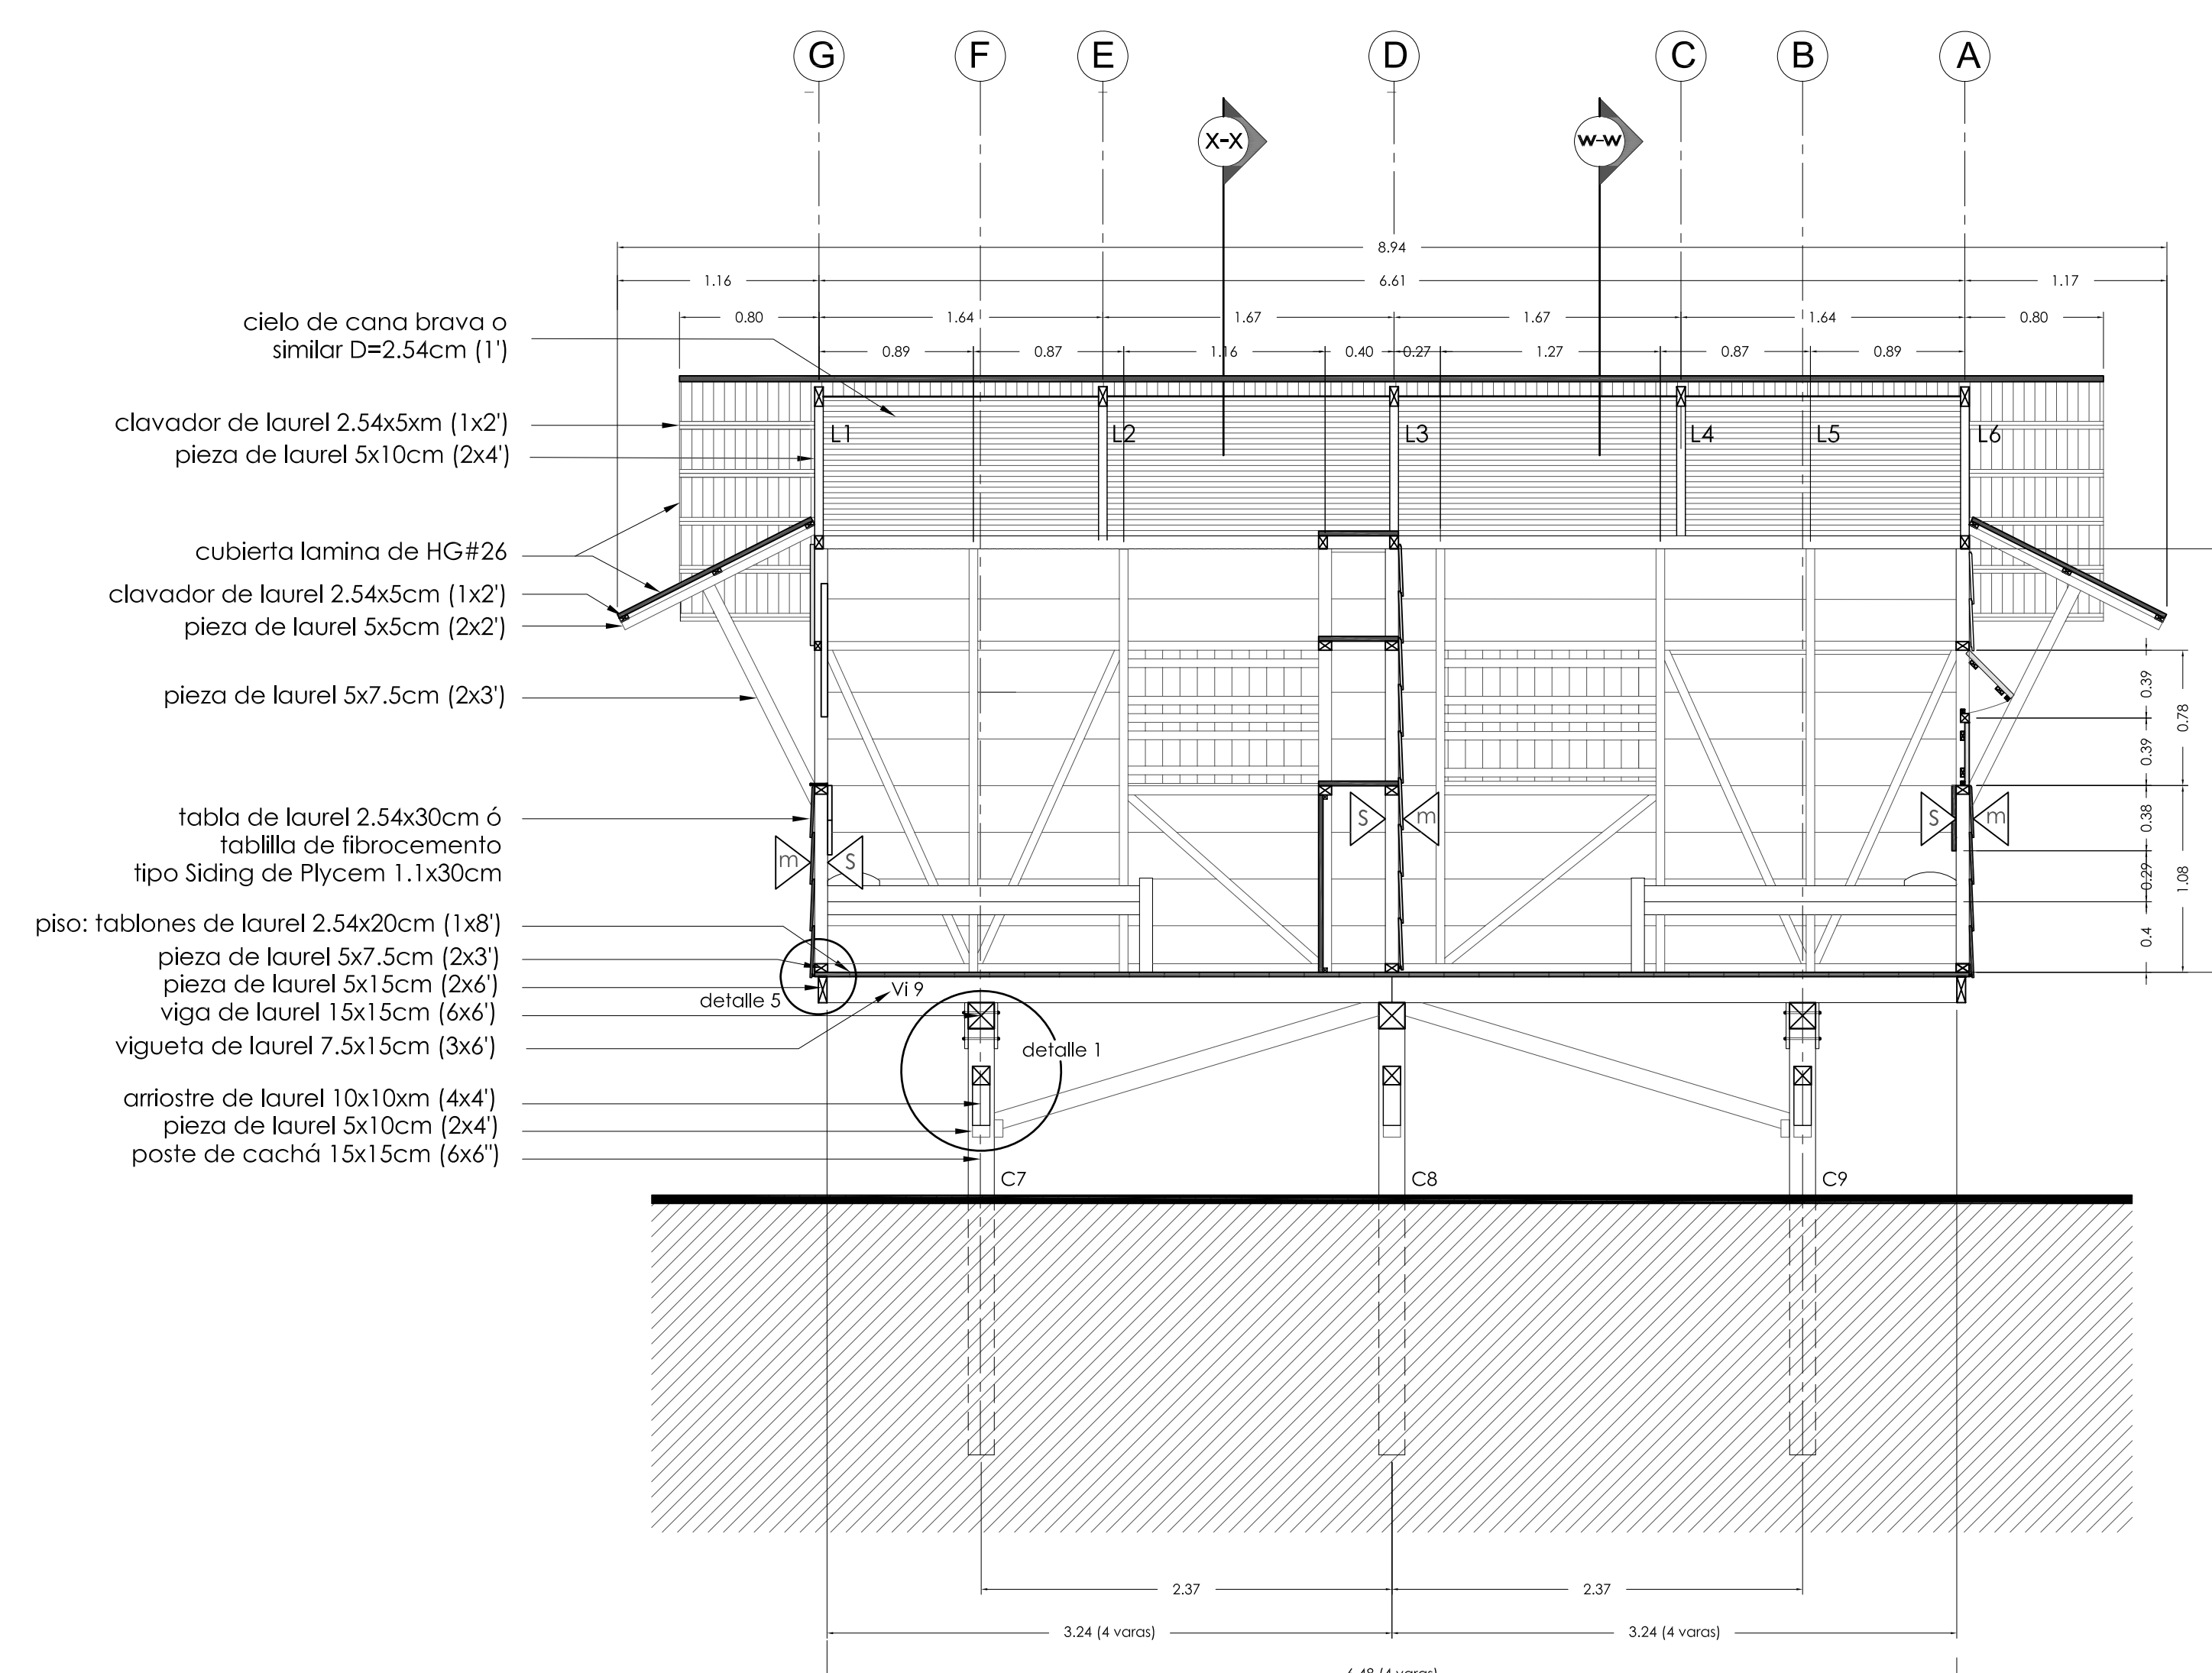 G F E D C B A
X-X W-W
8.94
1.16 6.61 1.17
0.80 1.64 1.67 1.67 1.64 0.80
0.89 0.87 1.16 0.40 0.27 1.27 0.87 0.89
cielo de cana brava o
similar D=2.54cm (1')
clavador de laurel 2.54x5xm (1x2')
pieza de laurel 5x10cm (2x4')
L1 L2 L3 L4 L5 L6
cubierta lamina de HG#26
clavador de laurel 2.54x5cm (1x2')
pieza de laurel 5x5cm (2x2')
pieza de laurel 5x7.5cm (2x3')
0.39
0.78
0.39
tabla de laurel 2.54x30cm ó
tablilla de fibrocemento
tipo Siding de Plycem 1.1x30cm
m S
S m
S m
0.38
0.29
1.08
0.4
piso: tablones de laurel 2.54x20cm (1x8')
pieza de laurel 5x7.5cm (2x3')
pieza de laurel 5x15cm (2x6')
viga de laurel 15x15cm (6x6')
vigueta de laurel 7.5x15cm (3x6')
detalle 5
Vi 9
detalle 1
arriostre de laurel 10x10xm (4x4')
pieza de laurel 5x10cm (2x4')
poste de cachá 15x15cm (6x6")
C7 C8 C9
2.37 2.37
3.24 (4 varas) 3.24 (4 varas)
6.48 (4 varas)